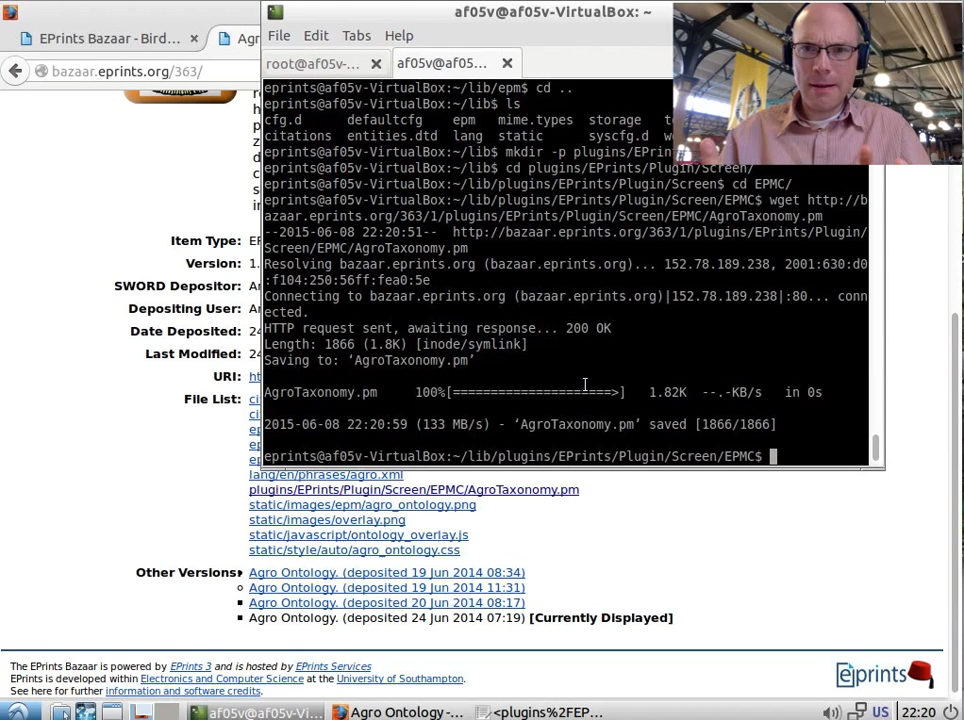 af05v@af05v-VirtualBox: ~
File Edit Tabs Help
EPrints Bazaar - Bird... ×
Agr
root@af05v-v-... ×
af05v@af05... ×
bazaar.eprints.org/363/
eprints@af05v-VirtualBox:~/lib/epm$ cd ..
eprints@af05v-VirtualBox:~/lib$ ls
cfg.d defaultcfg epm mime.types storage t
citations entities.dtd lang static syscfg.d w
eprints@af05v-VirtualBox:~/lib$ mkdir -p plugins/EPrin
eprints@af05v-VirtualBox:~/lib$ cd plugins/EPrints/Plugin/Screen/
eprints@af05v-VirtualBox:~/lib/plugins/EPrints/Plugin/Screen$ cd EPMC/
eprints@af05v-VirtualBox:~/lib/plugins/EPrints/Plugin/Screen/EPMC$ wget http://b
azaar.eprints.org/363/1/plugins/EPrints/Plugin/Screen/EPMC/AgroTaxonomy.pm
--2015-06-08 22:20:51-- http://bazaar.eprints.org/363/1/plugins/EPrints/Plugin/
Screen/EPMC/AgroTaxonomy.pm
Resolving bazaar.eprints.org (bazaar.eprints.org)... 152.78.189.238, 2001:630:d0
:f104:250:56ff:fea0:5e
Connecting to bazaar.eprints.org (bazaar.eprints.org)|152.78.189.238|:80... conn
ected.
HTTP request sent, awaiting response... 200 OK
Length: 1866 (1.8K) [inode/symlink]
Saving to: ‘AgroTaxonomy.pm’
AgroTaxonomy.pm 100%[=====================>] 1.82K --.-KB/s in 0s
2015-06-08 22:20:59 (133 MB/s) - ‘AgroTaxonomy.pm’ saved [1866/1866]
eprints@af05v-VirtualBox:~/lib/plugins/EPrints/Plugin/Screen/EPMC$
Item Type: EF
Version: 1.
SWORD Depositor: Ar
Depositing User: Ar
Date Deposited: 24
Last Modified: 24
URI: ht
File List: ci
ci
ep
ep
lang/en/phrases/agro.xml
plugins/EPrints/Plugin/Screen/EPMC/AgroTaxonomy.pm
static/images/epm/agro_ontology.png
static/images/overlay.png
static/javascript/ontology_overlay.js
static/style/auto/agro_ontology.css
Other Versions:
Agro Ontology. (deposited 19 Jun 2014 08:34)
Agro Ontology. (deposited 19 Jun 2014 11:31)
Agro Ontology. (deposited 20 Jun 2014 08:17)
Agro Ontology. (deposited 24 Jun 2014 07:19) [Currently Displayed]
The EPrints Bazaar is powered by EPrints 3 and is hosted by EPrints Services
EPrints is developed within Electronics and Computer Science at the University of Southampton.
See here for further information and software credits.
eprints
af05v@af05v-Vi...
Agro Ontology -...
<plugins%2FEP...
US
22:20